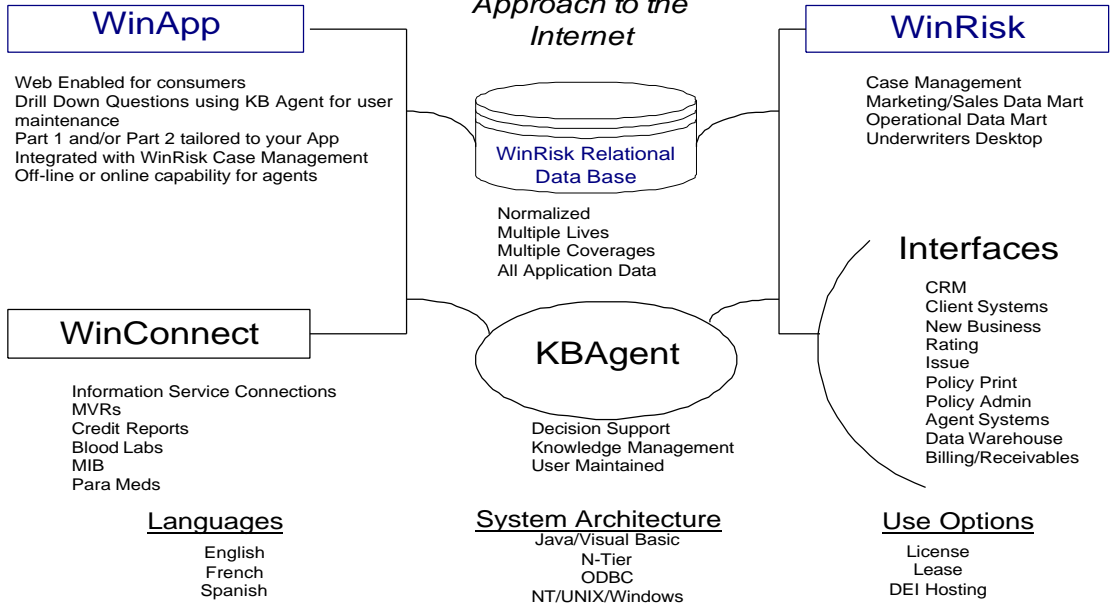 Approach to the
Internet
WinApp
Web Enabled for consumers
Drill Down Questions using KB Agent for user
maintenance
Part 1 and/or Part 2 tailored to your App
Integrated with WinRisk Case Management
Off-line or online capability for agents
WinRisk Relational
Data Base
Normalized
Multiple Lives
Multiple Coverages
All Application Data
WinRisk
Case Management
Marketing/Sales Data Mart
Operational Data Mart
Underwriters Desktop
WinConnect
Information Service Connections
MVRs
Credit Reports
Blood Labs
MIB
Para Meds
KBAgent
Decision Support
Knowledge Management
User Maintained
Interfaces
CRM
Client Systems
New Business
Rating
Issue
Policy Print
Policy Admin
Agent Systems
Data Warehouse
Billing/Receivables
Languages
English
French
Spanish
System Architecture
Java/Visual Basic
N-Tier
ODBC
NT/UNIX/Windows
Use Options
License
Lease
DEI Hosting